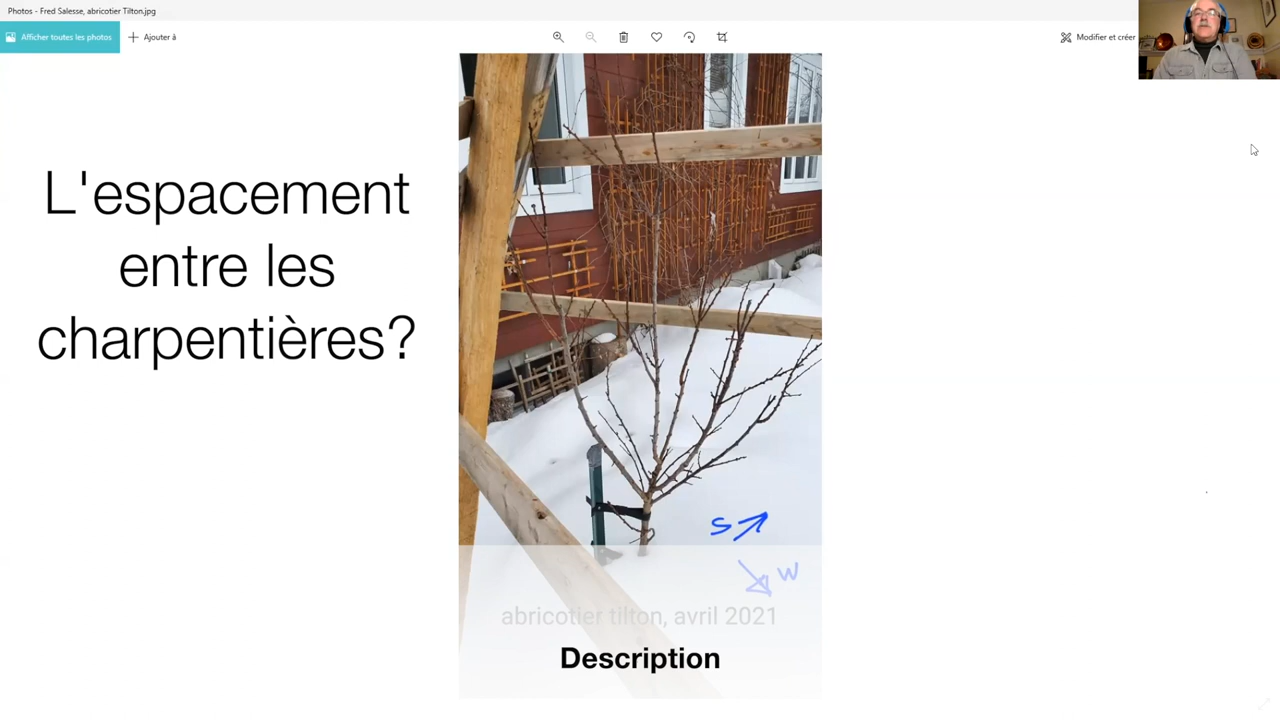 Photos - Fred Salesse, abricotier Tilton.jpg
Afficher toutes les photos
Ajouter à
Modifier et créer
L'espacement
entre les
charpentières?
S
W
abricotier tilton, avril 2021
Description